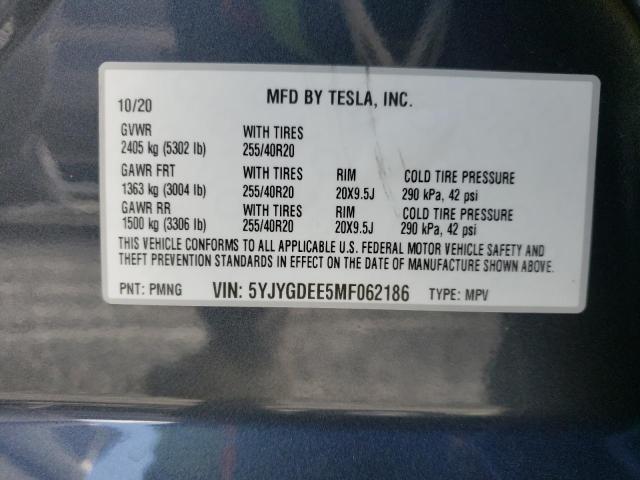 10/20 MFD BY TESLA, INC.
GVWR WITH TIRES
2405 kg (5302 lb) 255/40R20
GAWR FRT WITH TIRES RIM COLD TIRE PRESSURE
1363 kg (3004 lb) 255/40R20 20X9.5J 290 kPa, 42 psi
GAWR RR WITH TIRES RIM COLD TIRE PRESSURE
1500 kg (3306 lb) 255/40R20 20X9.5J 290 kPa, 42 psi
THIS VEHICLE CONFORMS TO ALL APPLICABLE U.S. FEDERAL MOTOR VEHICLE SAFETY AND
THEFT PREVENTION STANDARDS IN EFFECT ON THE DATE OF MANUFACTURE SHOWN ABOVE.
PNT: PMNG VIN: 5YJYGDEE5MF062186 TYPE: MPV